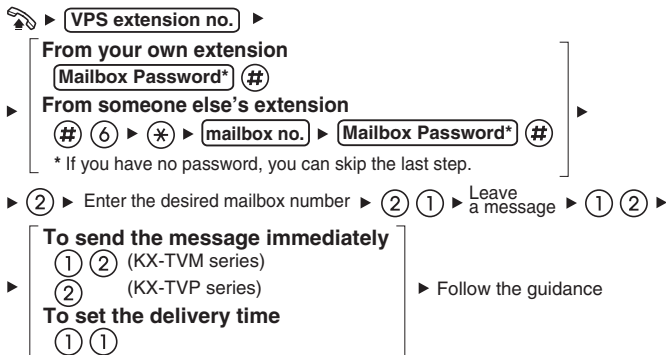 ▶ VPS extension no. ▶
From your own extension
Mailbox Password* #
From someone else's extension
▶ # 6 ▶ * ▶ mailbox no. ▶ Mailbox Password* # ▶
* If you have no password, you can skip the last step.
▶ 2 ▶ Enter the desired mailbox number ▶ 2 1 ▶ Leave a message ▶ 1 2 ▶
To send the message immediately
1 2 (KX-TVM series)
▶ 2 (KX-TVP series) ▶ Follow the guidance
To set the delivery time
1 1